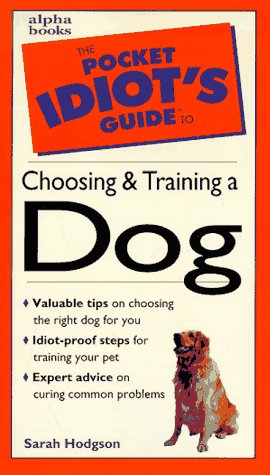 alpha
books
THE
POCKET
IDIOT'S
GUIDE™ TO
Choosing & Training a
Dog
♦ Valuable tips on choosing
the right dog for you
♦ Idiot-proof steps for
training your pet
♦ Expert advice on
curing common problems
Sarah Hodgson